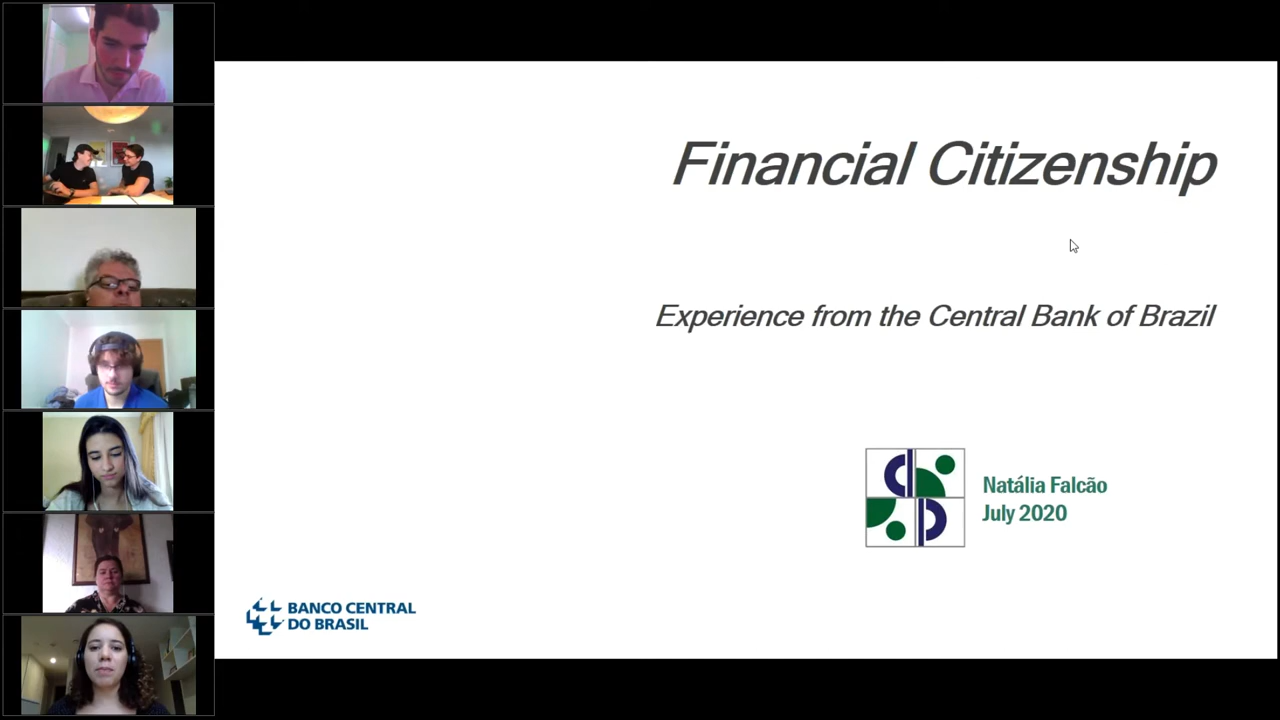 Financial Citizenship
Experience from the Central Bank of Brazil
Natália Falcão
July 2020
BANCO CENTRAL
DO BRASIL